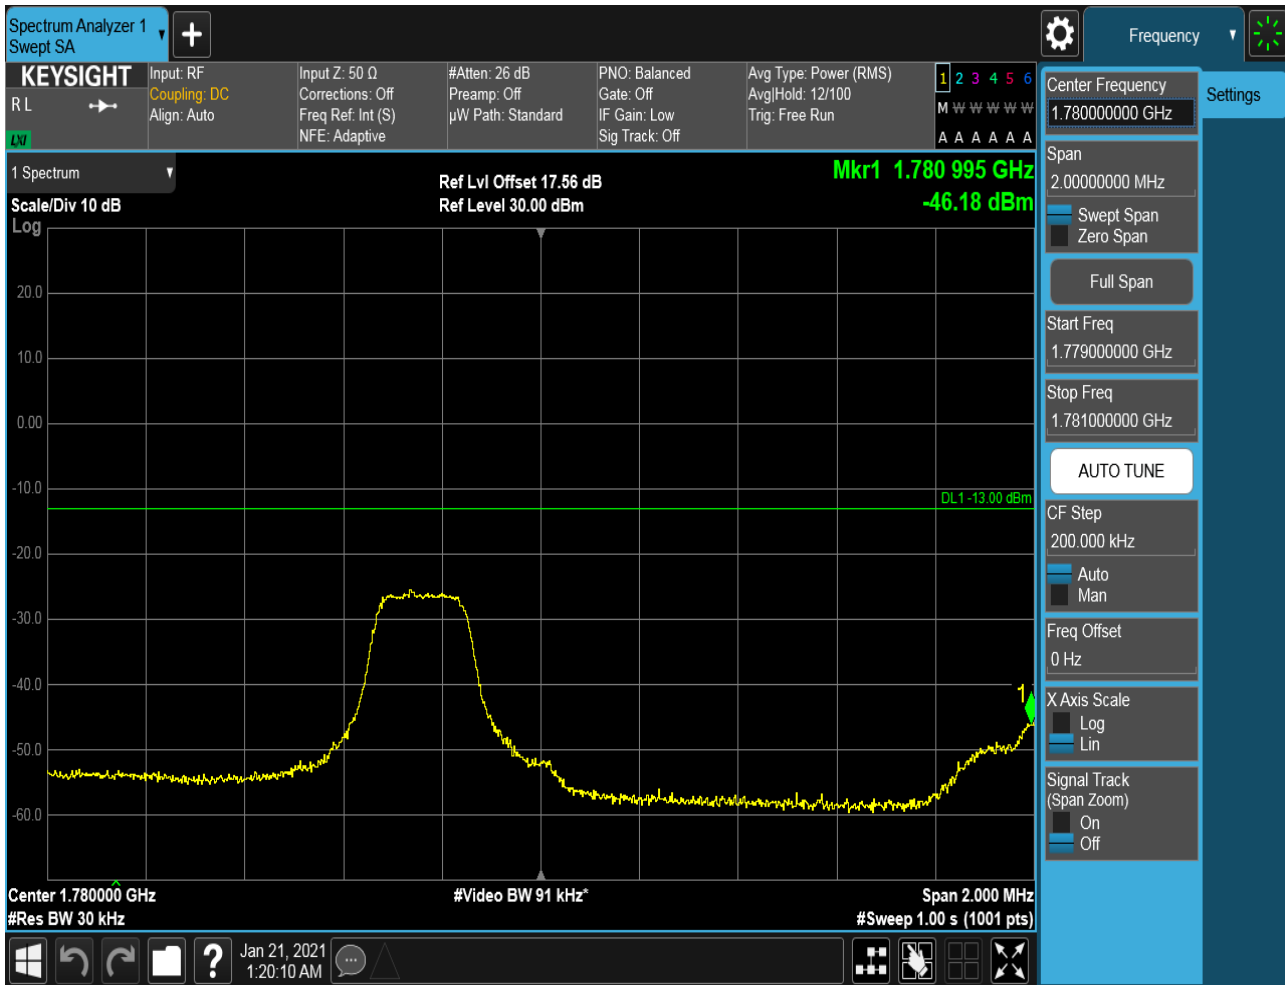 Spectrum Analyzer 1
Swept SA
+
Frequency
KEYSIGHT
R L
LXI
Input: RF
Coupling: DC
Align: Auto
Input Z: 50 Ω
Corrections: Off
Freq Ref: Int (S)
NFE: Adaptive
#Atten: 26 dB
Preamp: Off
µW Path: Standard
PNO: Balanced
Gate: Off
IF Gain: Low
Sig Track: Off
Avg Type: Power (RMS)
Avg|Hold: 12/100
Trig: Free Run
1 2 3 4 5 6
M W W W W W
A A A A A A
1 Spectrum
Scale/Div 10 dB
Log
Ref Lvl Offset 17.56 dB
Ref Level 30.00 dBm
Mkr1 1.780 995 GHz
-46.18 dBm
20.0
10.0
0.00
-10.0
-20.0
-30.0
-40.0
-50.0
-60.0
DL1 -13.00 dBm
1
Center 1.780000 GHz
#Res BW 30 kHz
#Video BW 91 kHz*
Span 2.000 MHz
#Sweep 1.00 s (1001 pts)
Center Frequency
1.780000000 GHz
Settings
Span
2.00000000 MHz
Swept Span
Zero Span
Full Span
Start Freq
1.779000000 GHz
Stop Freq
1.781000000 GHz
AUTO TUNE
CF Step
200.000 kHz
Auto
Man
Freq Offset
0 Hz
X Axis Scale
Log
Lin
Signal Track
(Span Zoom)
On
Off
?
Jan 21, 2021
1:20:10 AM